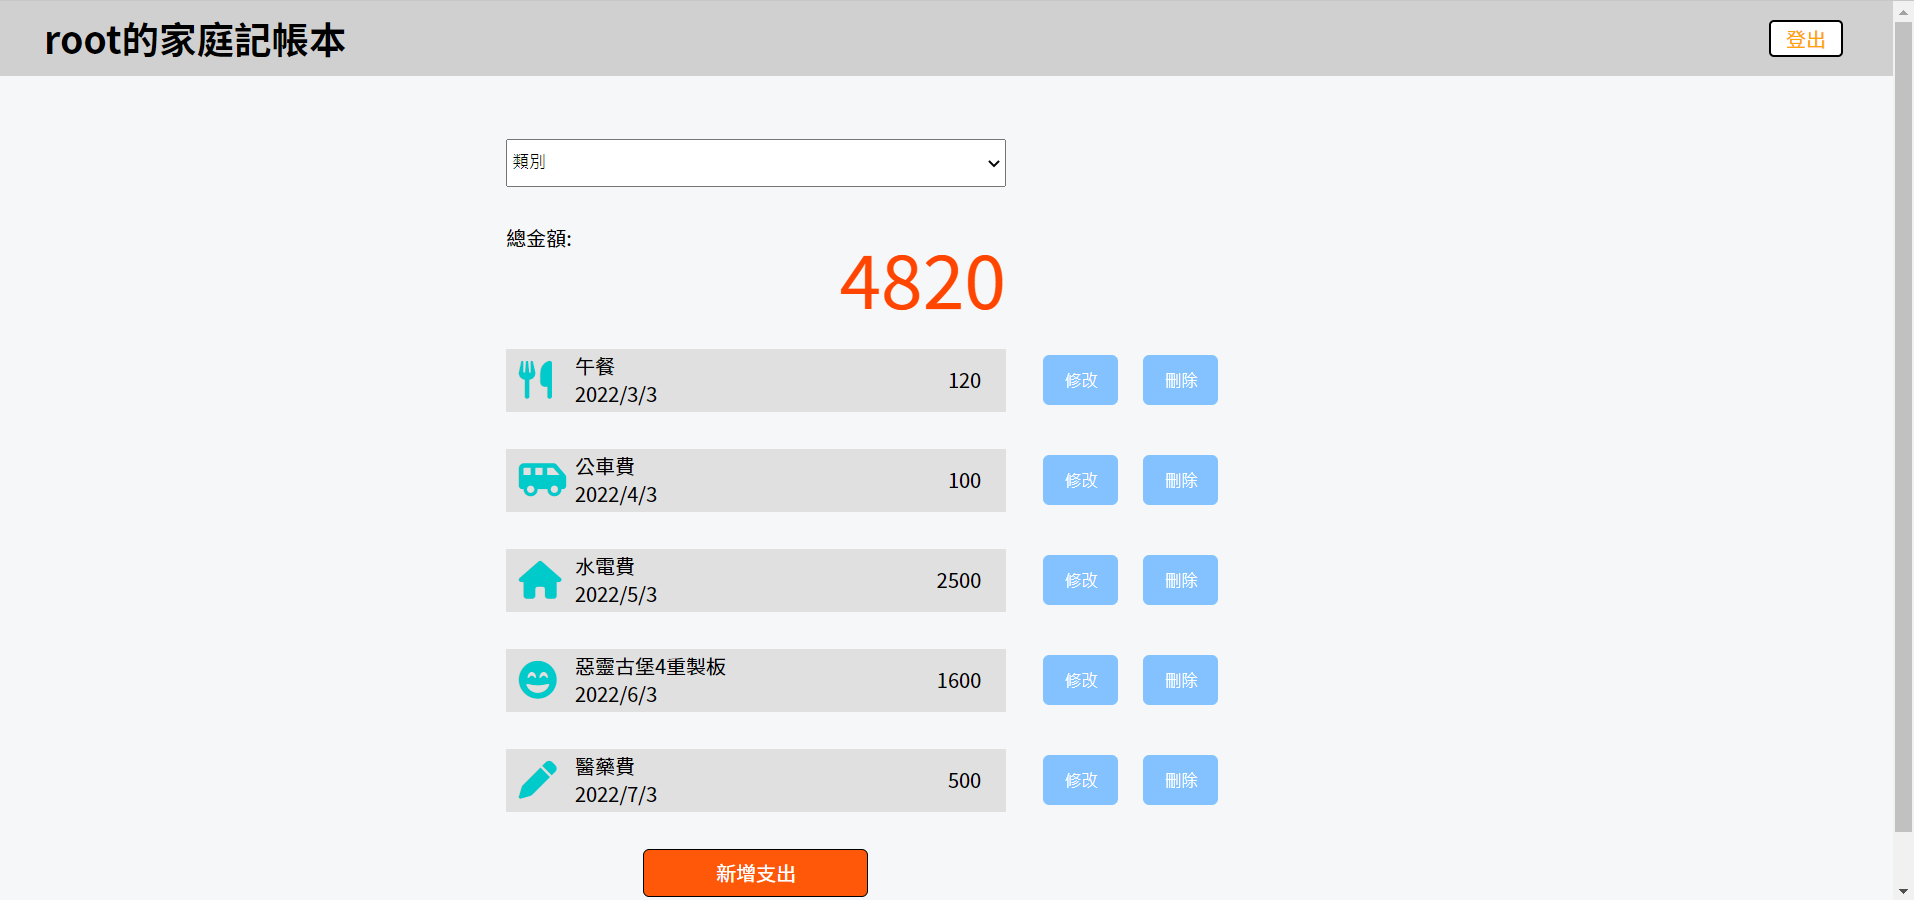 root的家庭記帳本
登出
類別
總金額:
4820
午餐
2022/3/3
120
修改
刪除
公車費
2022/4/3
100
修改
刪除
水電費
2022/5/3
2500
修改
刪除
惡靈古堡4重製板
2022/6/3
1600
修改
刪除
醫藥費
2022/7/3
500
修改
刪除
新增支出